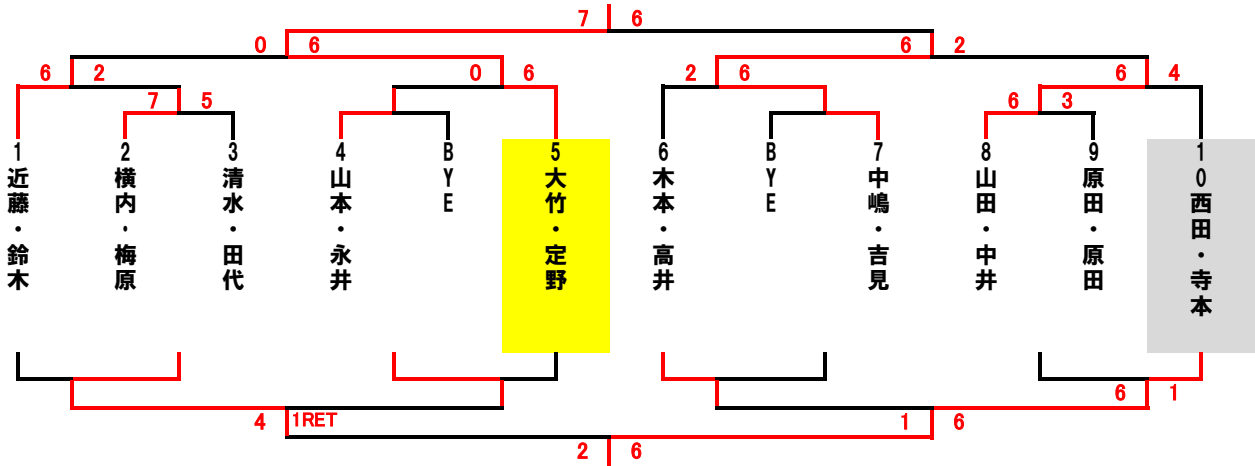 7 6
0 6
6 2
6 2
0 6
2 6
6 4
7 5
6 3
1近藤・鈴木
2横内・梅原
3清水・田代
4山本・永井
BYE
5大竹・定野
6木本・高井
BYE
7中嶋・吉見
8山田・中井
9原田・原田
10西田・寺本
6 1
4 1RET
1 6
2 6